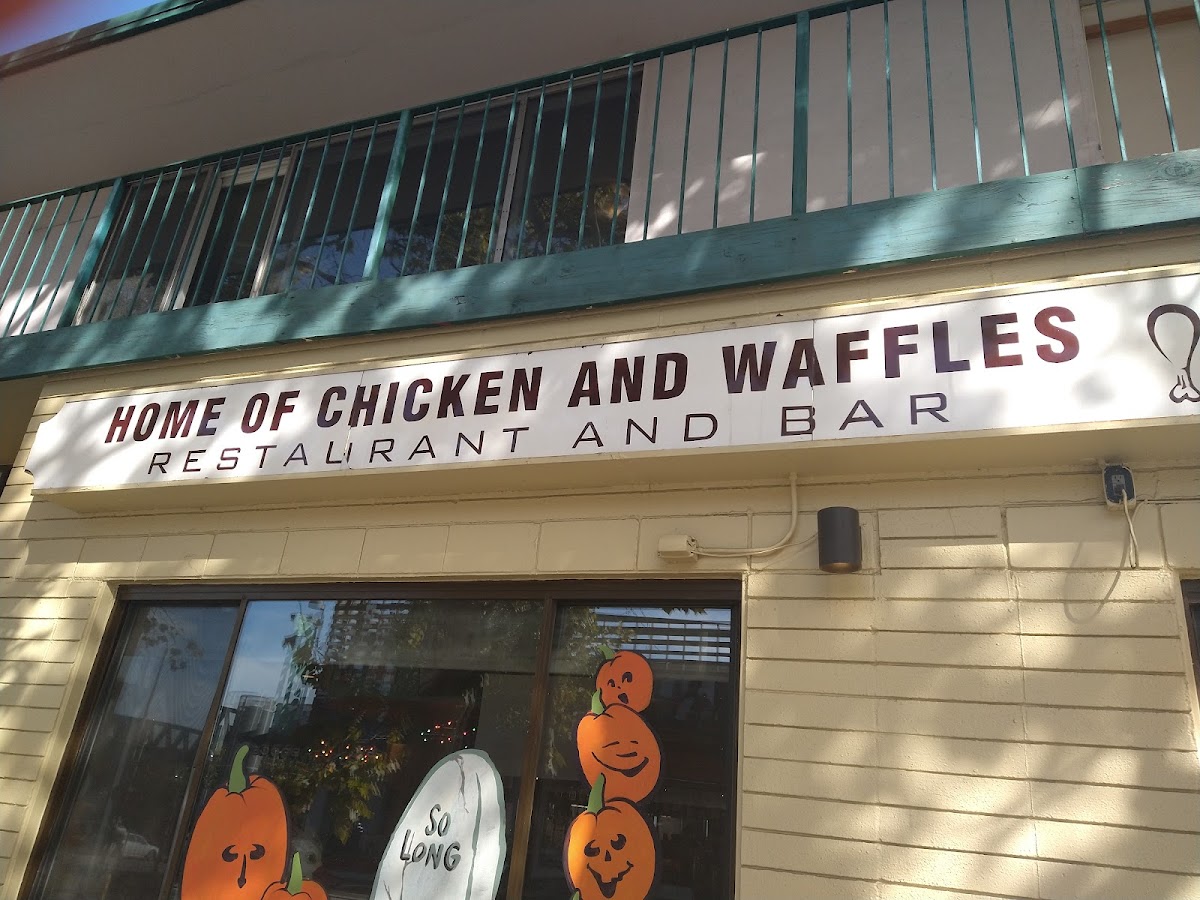 HOME OF CHICKEN AND WAFFLES
RESTAURANT AND BAR
SO
LONG